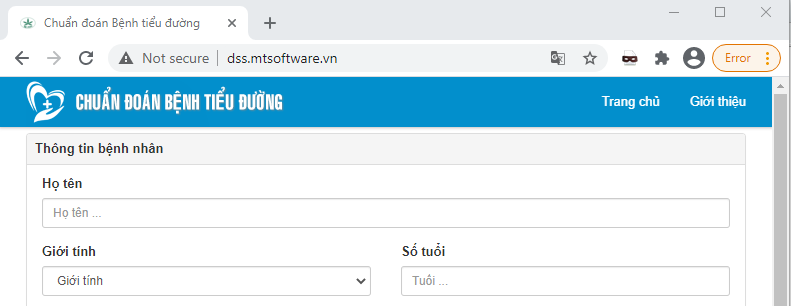 Chuẩn đoán Bệnh tiểu đường
Not secure | dss.mtsoftware.vn
Error
CHUẨN ĐOÁN BỆNH TIỂU ĐƯỜNG
Trang chủ Giới thiệu
Thông tin bệnh nhân
Họ tên
Họ tên ...
Giới tính Số tuổi
Giới tính Tuổi ...